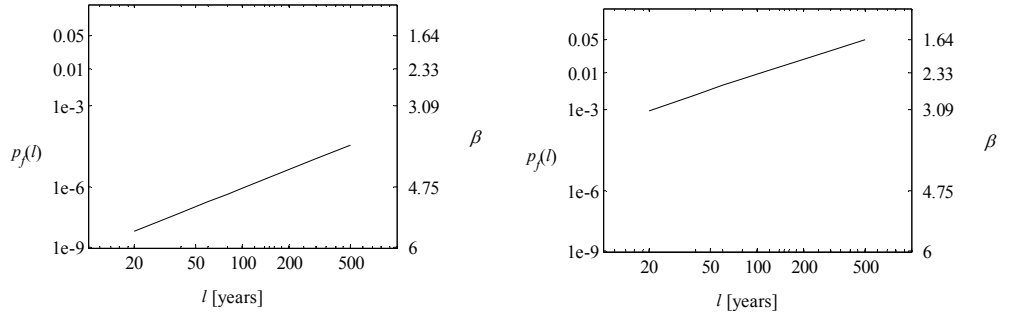 0.05
0.01
1e-3
p_f(l)
1e-6
1e-9
1.64
2.33
3.09
β
4.75
6
20 50 100 200 500
l [years]
0.05
0.01
1e-3
p_f(l)
1e-6
1e-9
1.64
2.33
3.09
β
4.75
6
20 50 100 200 500
l [years]